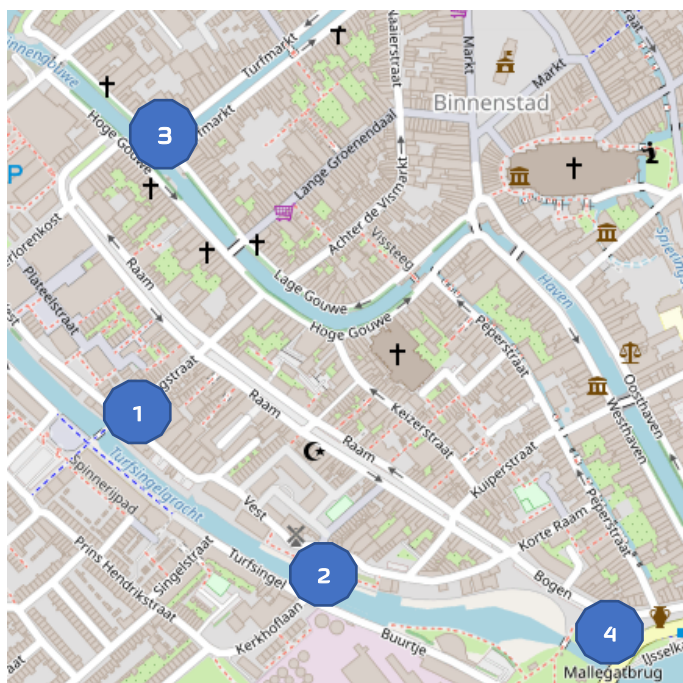 Turfmarkt
Naaierstraat
Markt
Markt
Binnenstad
Hoge Gouwe
3
Lange Groenendaal
P
Achter de Vismarkt
Vissteeg
Raam
Plateelstraat
Lage Gouwe
Hoge Gouwe
Haven
Peperstraat
Oosthaven
Westhaven
1
Raam
Raam
Keizerstraat
Kuiperstraat
Turfsingelgracht
Spinnerijpad
Vest
Korte Raam
Peperstraat
Prins Hendrikstraat
Singelstraat
Turfsingel
2
Bogen
Kerkhoflaan
Buurtje
4
Mallegatbrug